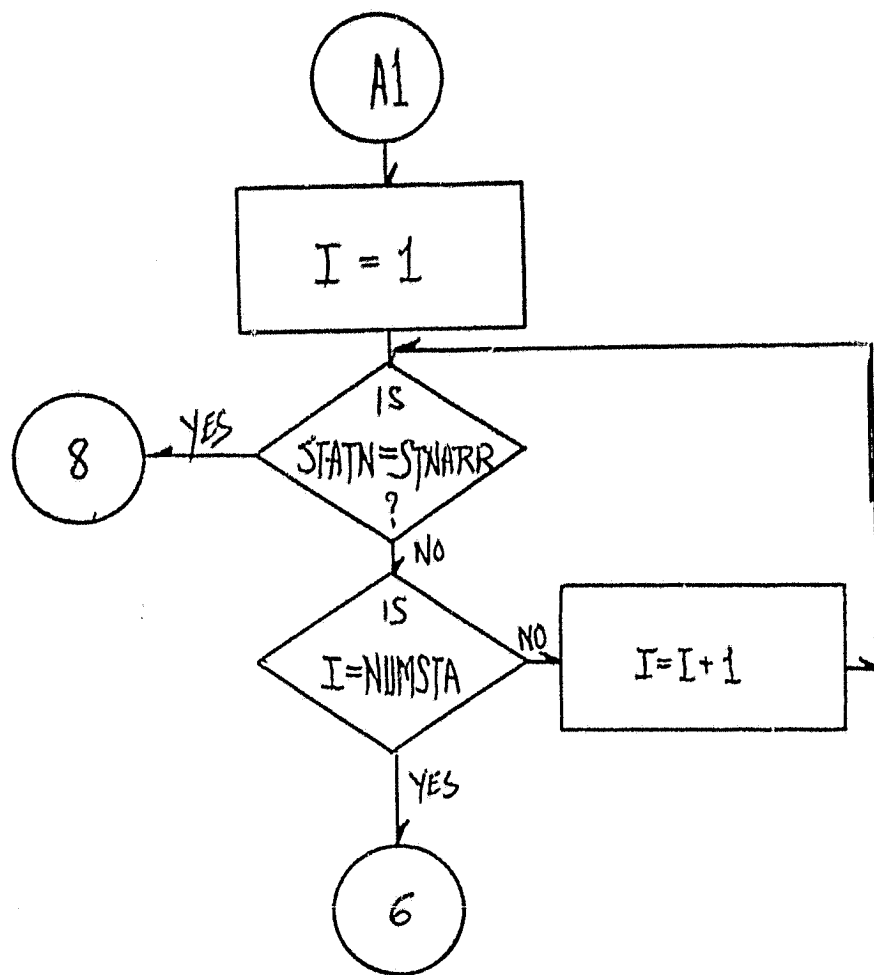 A1
I = 1
IS
STATN=STNARR
?
YES
8
NO
IS
I=NUMSTA
NO
I=I+1
YES
6